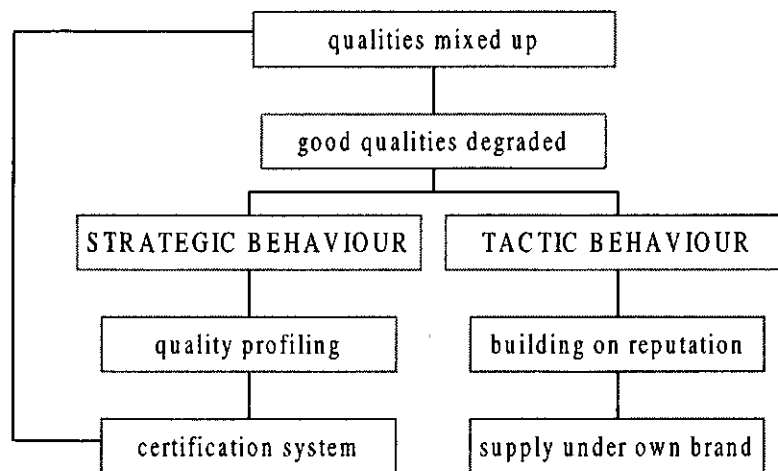 qualities mixed up
good qualities degraded
STRATEGIC BEHAVIOUR
TACTIC BEHAVIOUR
quality profiling
building on reputation
certification system
supply under own brand